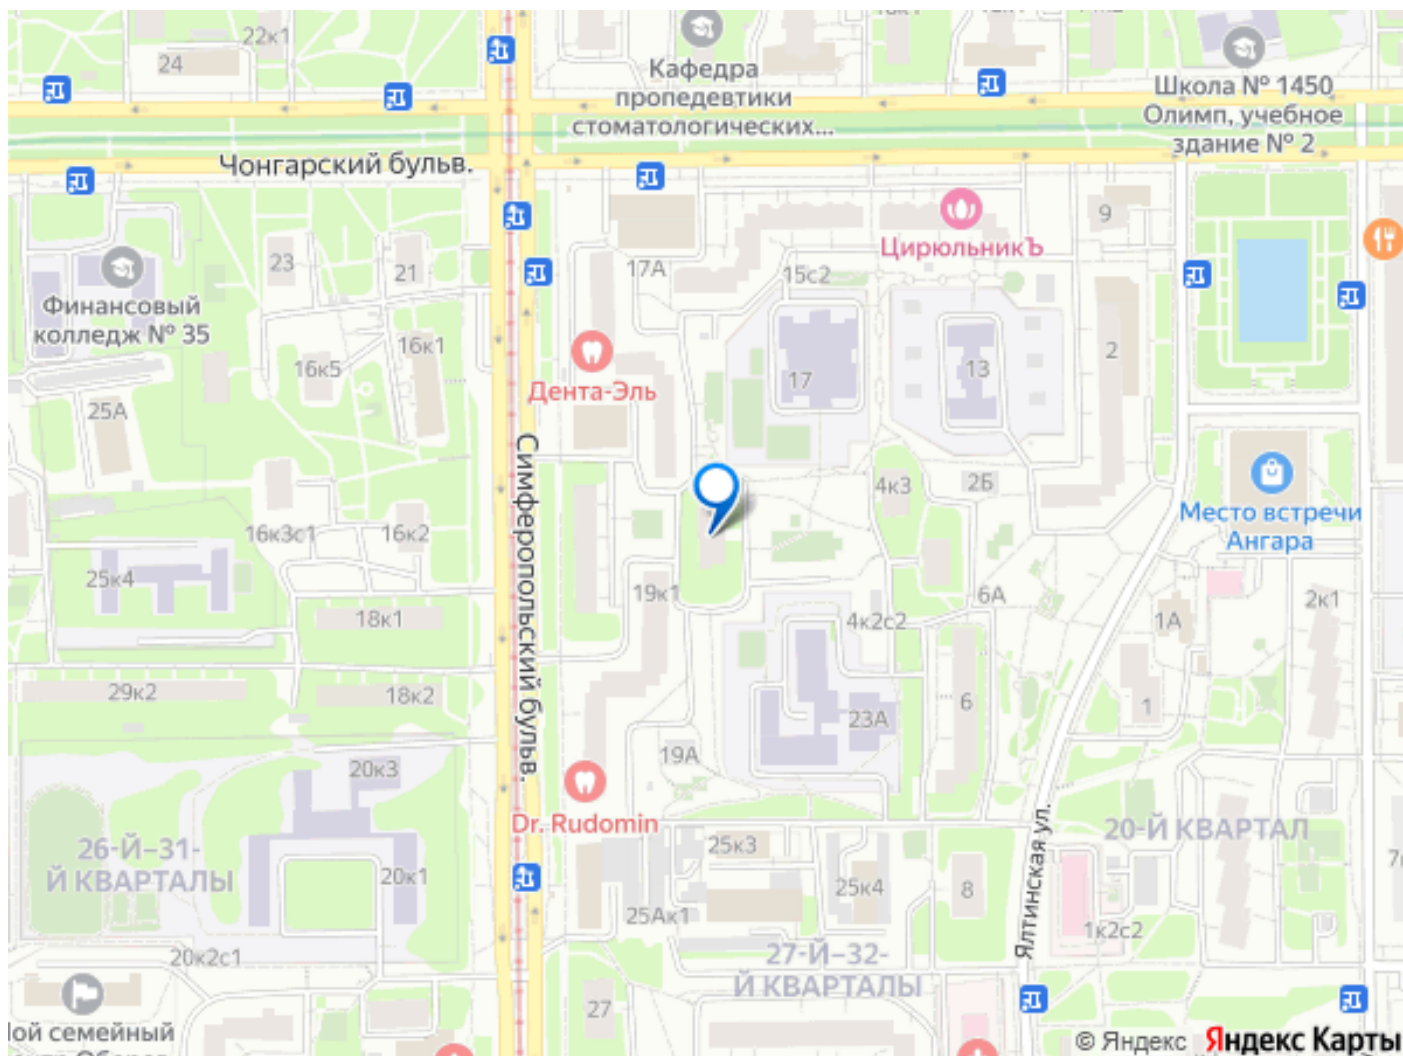 22к1
24
Кафедра
пропедевтики
стоматологических...
Школа № 1450
Олимп, учебное
здание № 2
Чонгарский бульв.
9
ЦирюльникЪ
23
21
17А
15с2
Финансовый
колледж № 35
16к1
16к5
2
17
13
Дента-Эль
25А
Симферопольский бульв.
4к3
2Б
Место встречи
Ангара
16к3с1
16к2
25к4
19к1
6А
2к1
18к1
4к2с2
1А
29к2
18к2
6
1
23А
19А
20к3
Dr. Rudomin
Ялтинская ул.
20-Й КВАРТАЛ
26-Й–31-
Й КВАРТАЛЫ
25к3
20к1
25к4
8
25Ак1
1к2с2
20к2с1
27-Й–32-
Й КВАРТАЛЫ
27
семейный
© Яндекс Яндекс Карты